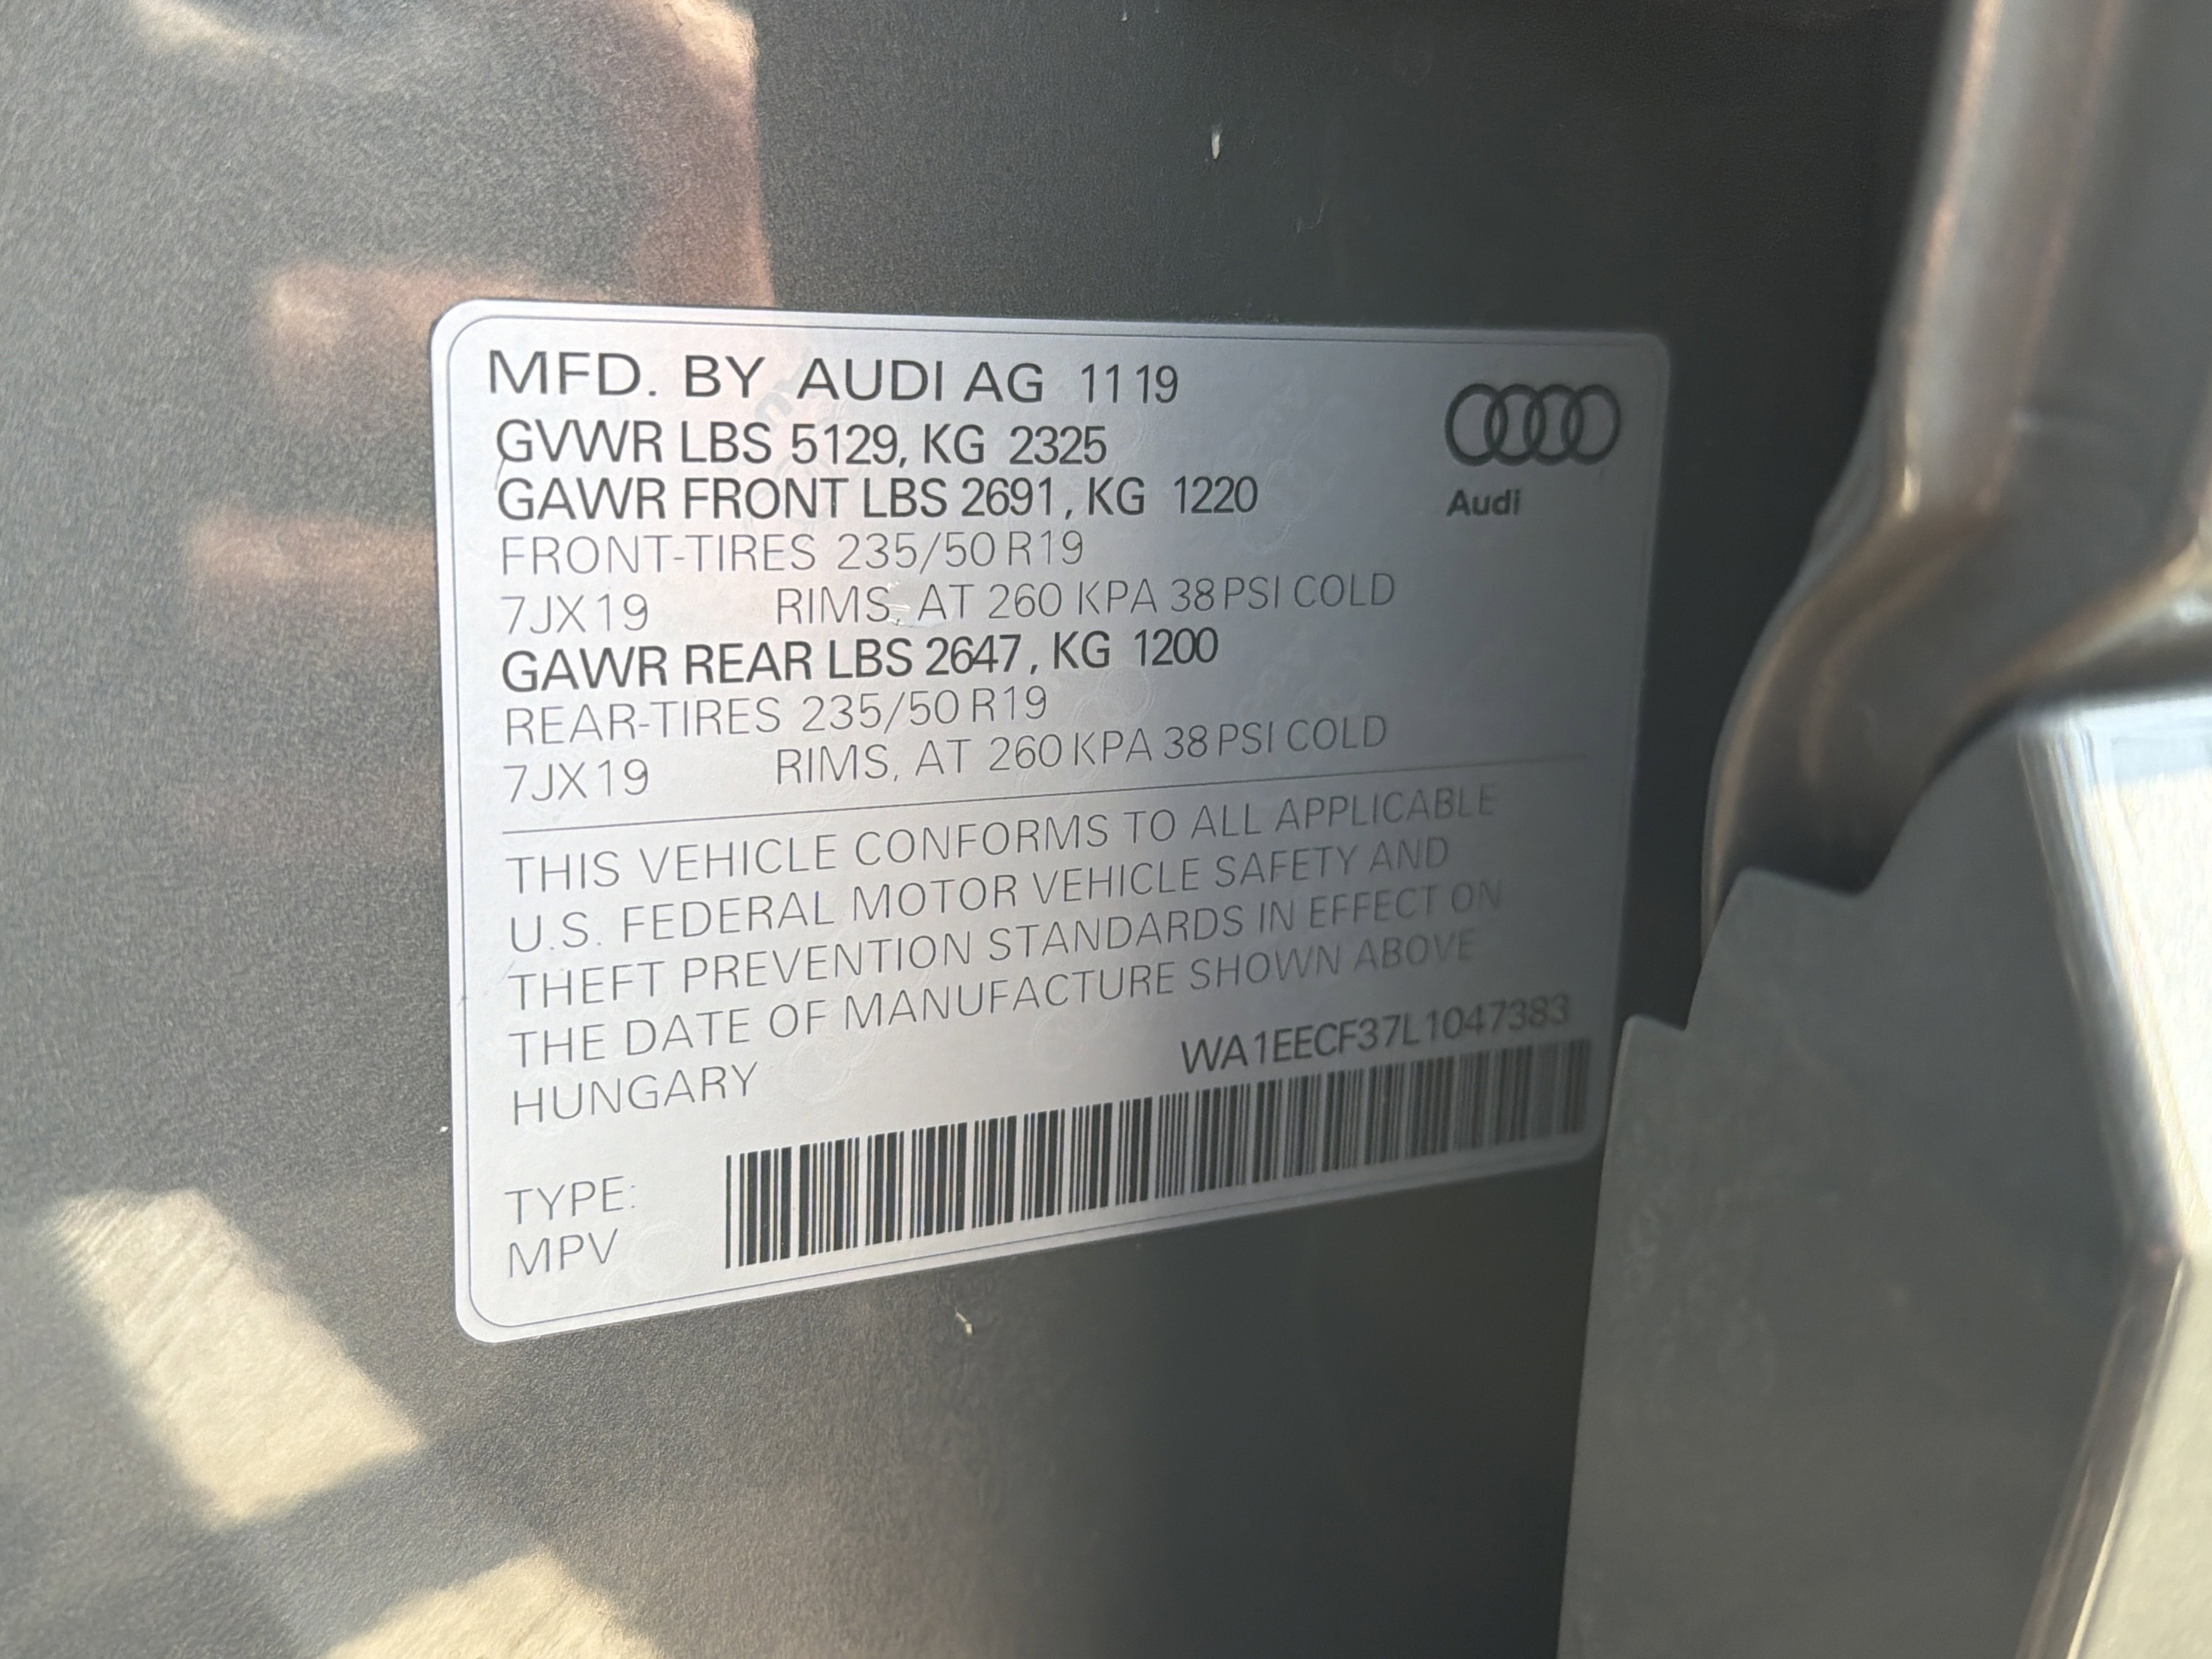 MFD. BY AUDI AG 11 19
GVWR LBS 5129, KG 2325
GAWR FRONT LBS 2691, KG 1220
FRONT-TIRES 235/50 R19
7JX19 RIMS, AT 260 KPA 38 PSI COLD
GAWR REAR LBS 2647, KG 1200
REAR-TIRES 235/50 R19
7JX19 RIMS, AT 260 KPA 38 PSI COLD
Audi
THIS VEHICLE CONFORMS TO ALL APPLICABLE
U.S. FEDERAL MOTOR VEHICLE SAFETY AND
THEFT PREVENTION STANDARDS IN EFFECT ON
THE DATE OF MANUFACTURE SHOWN ABOVE
HUNGARY WA1EECF37L1047383
TYPE:
MPV